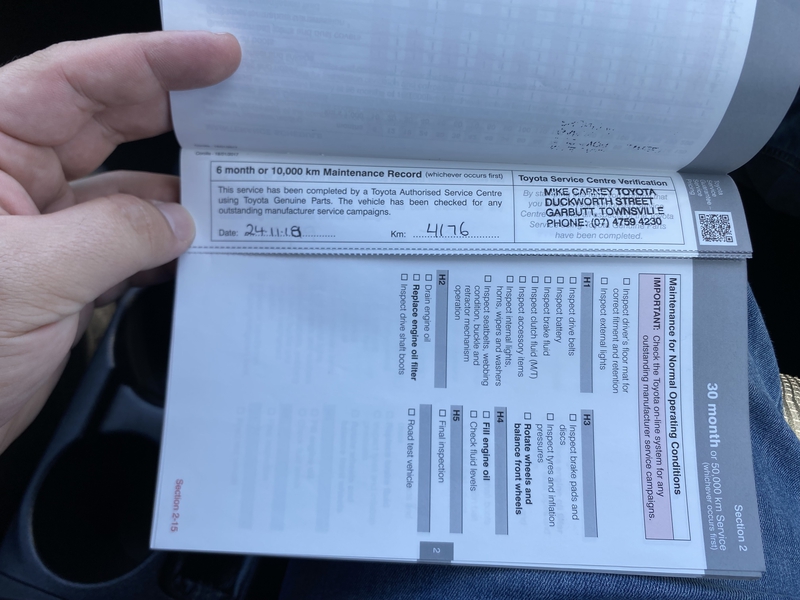 6 month or 10,000 km Maintenance Record (whichever occurs first)
This service has been completed by a Toyota Authorised Service Centre
using Toyota Genuine Parts. The vehicle has been checked for any
outstanding manufacturer service campaigns.
Date: 24.11.18 Km: 4176
Toyota Service Centre Verification
MIKE CARNEY TOYOTA
DUCKWORTH STREET
GARBUTT, TOWNSVILLE
PHONE: (07) 4759 4230
have been completed.
Section 2
30 month or 50,000 km Service
(whichever occurs first)
Maintenance for Normal Operating Conditions
IMPORTANT: Check the Toyota on-line system for any
outstanding manufacturer service campaigns.
☐ Inspect driver's floor mat for
correct fitment and retention
☐ Inspect external lights
H1
☐ Inspect drive belts
☐ Inspect battery
☐ Inspect brake fluid
☐ Inspect clutch fluid (M/T)
☐ Inspect accessory items
☐ Inspect internal lights,
horns, wipers and washers
☐ Inspect seatbelts, webbing
condition, buckle and
retractor mechanism
operation
H2
☐ Drain engine oil
☐ Replace engine oil filter
☐ Inspect drive shaft boots
H3
☐ Inspect brake pads and
discs
☐ Inspect tyres and inflation
pressures
☐ Rotate wheels and
balance front wheels
H4
☐ Fill engine oil
☐ Check fluid levels
H5
☐ Final inspection
☐ Road test vehicle
2
Section 2-15